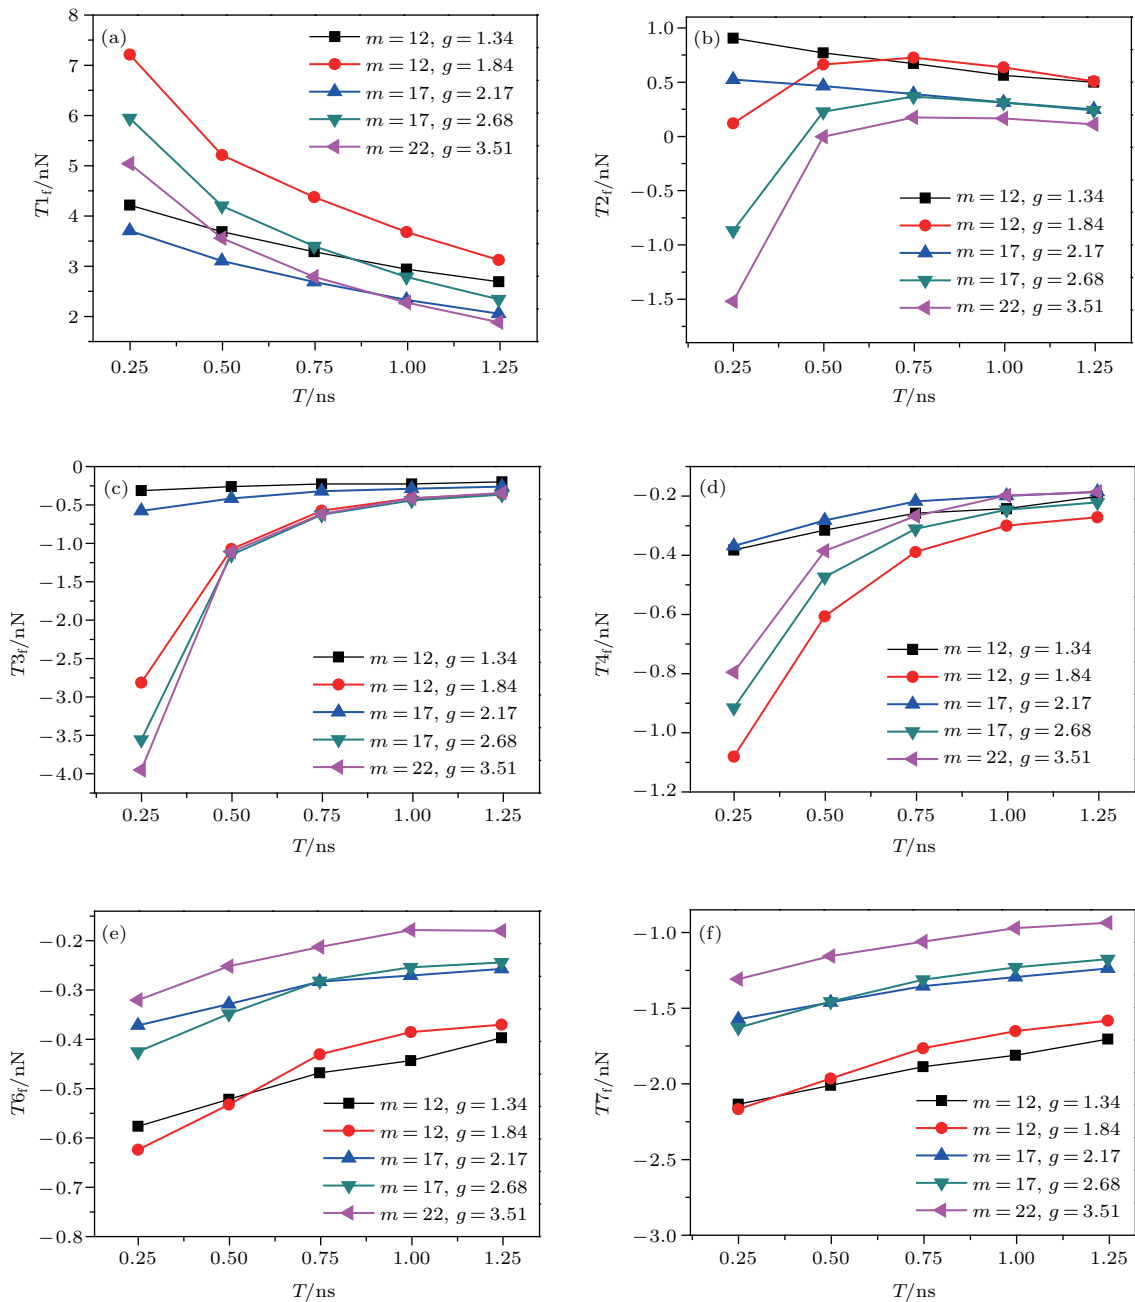 (a)
8
7
6
5
4
3
2
T1f/nN
m = 12, g = 1.34
m = 12, g = 1.84
m = 17, g = 2.17
m = 17, g = 2.68
m = 22, g = 3.51
0.25 0.50 0.75 1.00 1.25
T/ns
(b)
1.0
0.5
0
−0.5
−1.0
−1.5
T2f/nN
m = 12, g = 1.34
m = 12, g = 1.84
m = 17, g = 2.17
m = 17, g = 2.68
m = 22, g = 3.51
0.25 0.50 0.75 1.00 1.25
T/ns
(c)
0
−0.5
−1.0
−1.5
−2.0
−2.5
−3.0
−3.5
−4.0
T3f/nN
m = 12, g = 1.34
m = 12, g = 1.84
m = 17, g = 2.17
m = 17, g = 2.68
m = 22, g = 3.51
0.25 0.50 0.75 1.00 1.25
T/ns
(d)
−0.2
−0.4
−0.6
−0.8
−1.0
−1.2
T4f/nN
m = 12, g = 1.34
m = 12, g = 1.84
m = 17, g = 2.17
m = 17, g = 2.68
m = 22, g = 3.51
0.25 0.50 0.75 1.00 1.25
T/ns
(e)
−0.2
−0.3
−0.4
−0.5
−0.6
−0.7
−0.8
T6f/nN
m = 12, g = 1.34
m = 12, g = 1.84
m = 17, g = 2.17
m = 17, g = 2.68
m = 22, g = 3.51
0.25 0.50 0.75 1.00 1.25
T/ns
(f)
−1.0
−1.5
−2.0
−2.5
−3.0
T7f/nN
m = 12, g = 1.34
m = 12, g = 1.84
m = 17, g = 2.17
m = 17, g = 2.68
m = 22, g = 3.51
0.25 0.50 0.75 1.00 1.25
T/ns